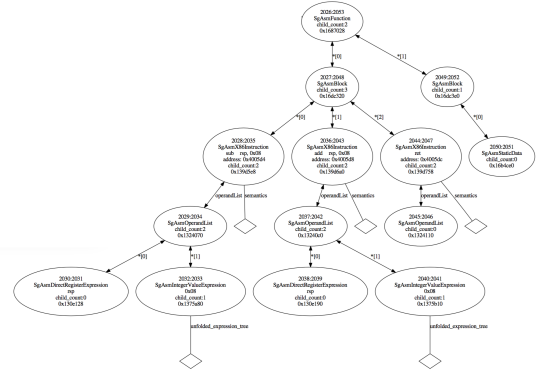 2026:2053
SgAsmFunction
child_count:2
0x1687028
*[0]
*[1]
2027:2048
SgAsmBlock
child_count:3
0x16dc320
2049:2052
SgAsmBlock
child_count:1
0x16dc3e0
*[0]
*[1]
*[2]
*[0]
2028:2035
SgAsmX86Instruction
sub rsp, 0x08
address: 0x4005d4
child_count:2
0x139d5e8
2036:2043
SgAsmX86Instruction
add rsp, 0x08
address: 0x4005d8
child_count:2
0x139d6a0
2044:2047
SgAsmX86Instruction
ret
address: 0x4005dc
child_count:2
0x139d758
2050:2051
SgAsmStaticData
child_count:0
0x16b4ce0
operandList
semantics
operandList
semantics
operandList
semantics
2029:2034
SgAsmOperandList
child_count:2
0x1324070
2037:2042
SgAsmOperandList
child_count:2
0x13240c0
2045:2046
SgAsmOperandList
child_count:0
0x1324110
*[0]
*[1]
*[0]
*[1]
2030:2031
SgAsmDirectRegisterExpression
rsp
child_count:0
0x130e128
2032:2033
SgAsmIntegerValueExpression
0x08
child_count:1
0x1375a80
2038:2039
SgAsmDirectRegisterExpression
rsp
child_count:0
0x130e190
2040:2041
SgAsmIntegerValueExpression
0x08
child_count:1
0x1375b10
unfolded_expression_tree
unfolded_expression_tree